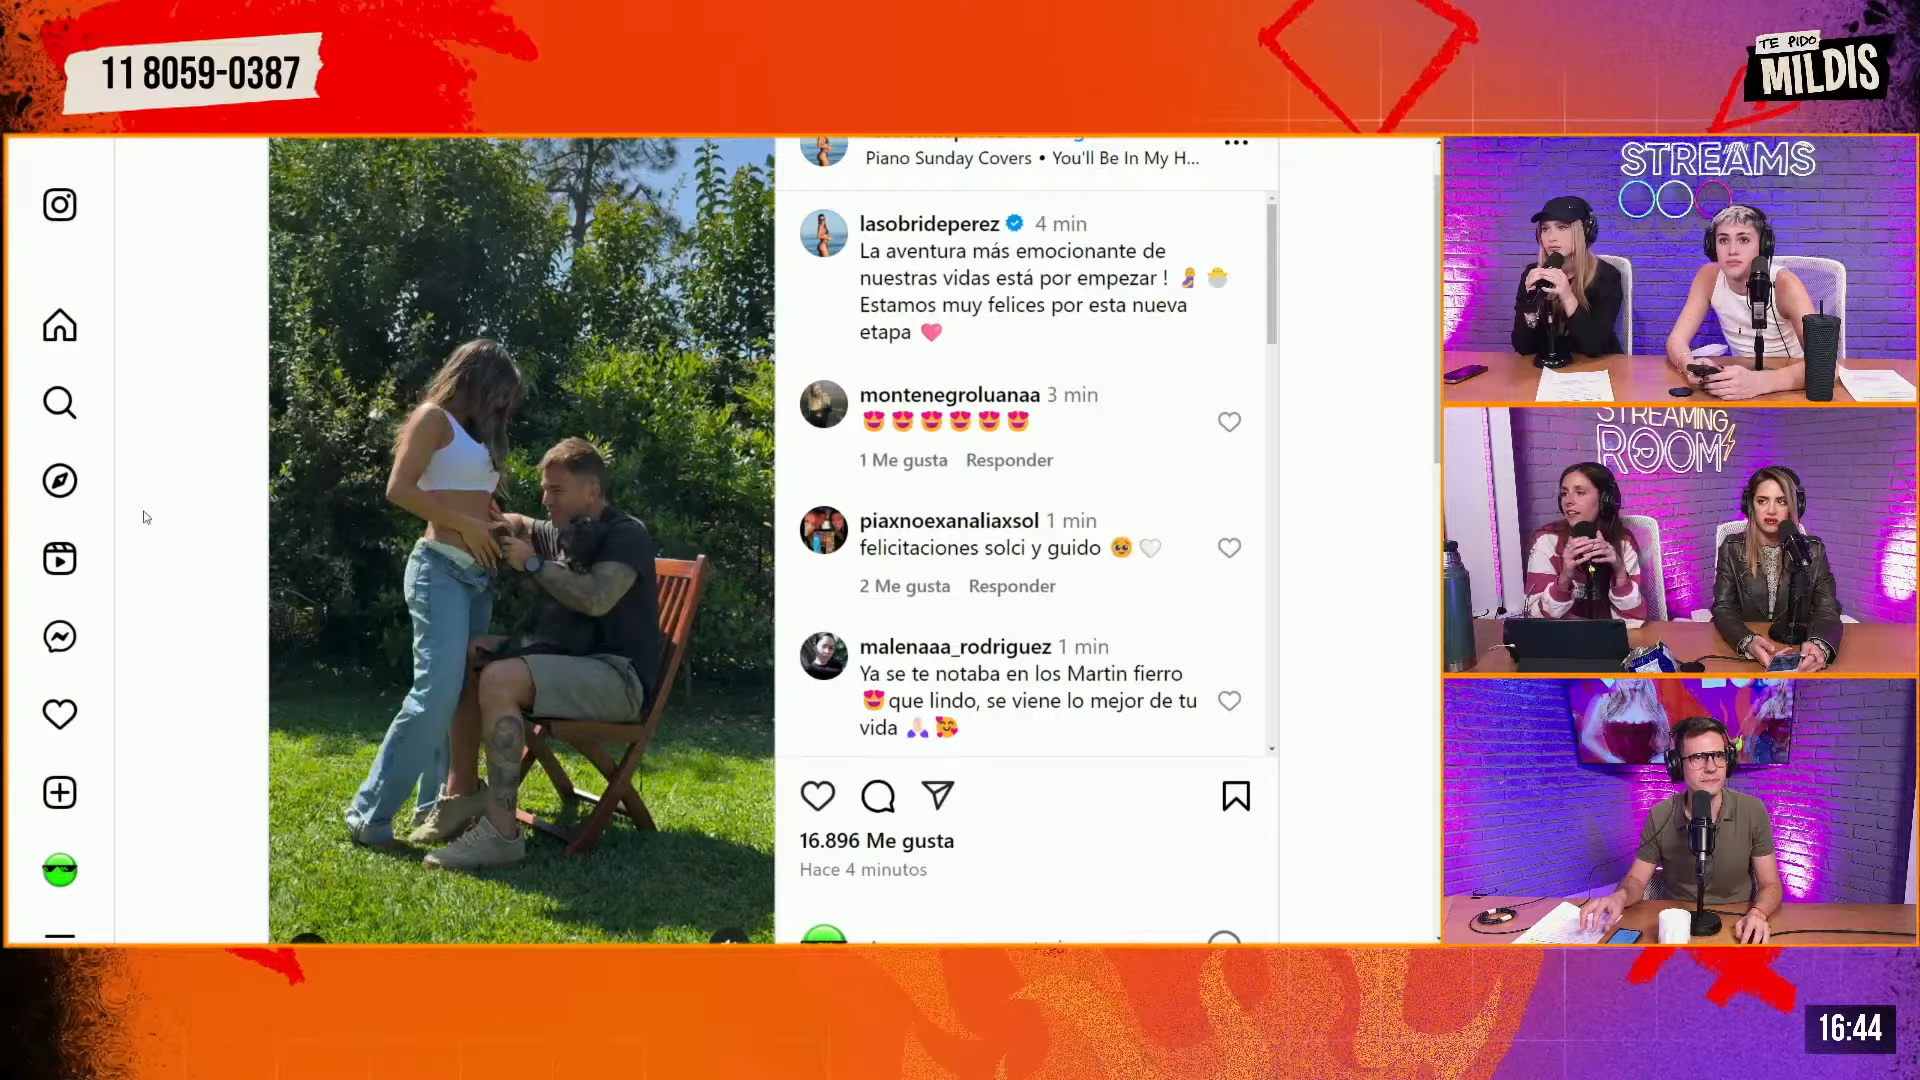 11 8059-0387
TE PIDO
MILDIS
Piano Sunday Covers • You'll Be In My H...
lasobrideperez 4 min
La aventura más emocionante de
nuestras vidas está por empezar !
Estamos muy felices por esta nueva
etapa
montenegroluanaa 3 min
1 Me gusta Responder
piaxnoexanaliaxsol 1 min
felicitaciones solci y guido
2 Me gusta Responder
malenaaa_rodriguez 1 min
Ya se te notaba en los Martin fierro
que lindo, se viene lo mejor de tu
vida
16.896 Me gusta
Hace 4 minutos
STREAMS
STREAMING
ROOM
16:44